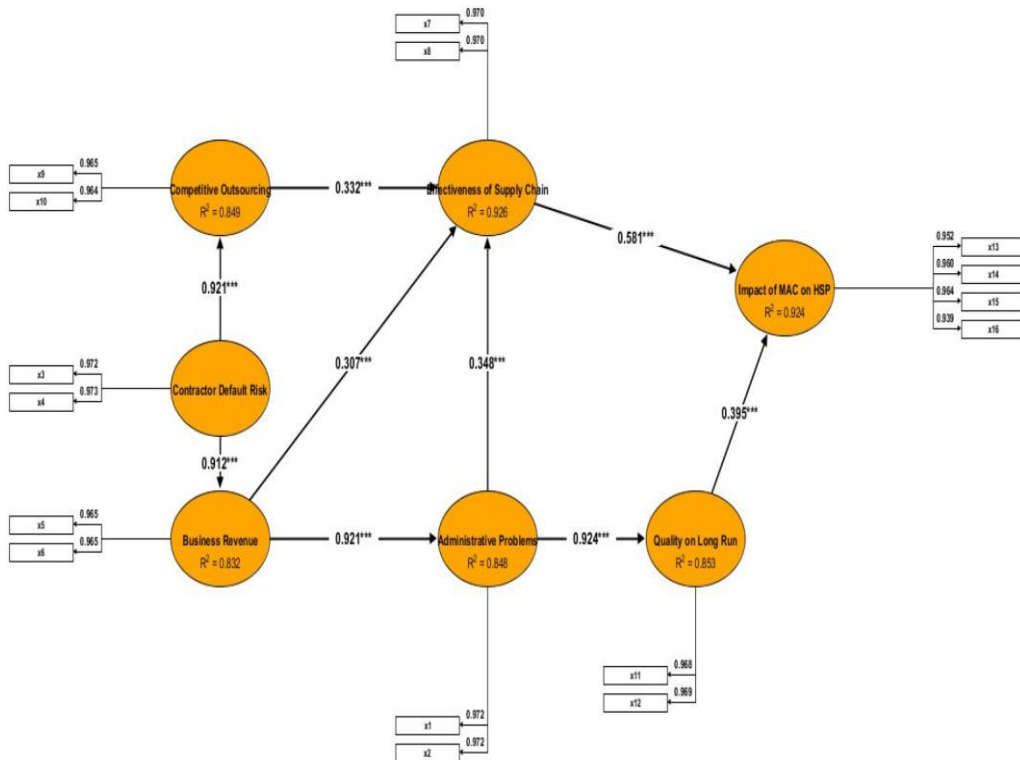 x7
0.970
x8
0.970
x9
0.965
x10
0.964
Competitive Outsourcing
R² = 0.849
0.332***
Effectiveness of Supply Chain
R² = 0.926
0.581***
0.921***
Impact of MAC on HSP
R² = 0.924
0.952
x13
0.960
x14
0.964
x15
0.939
x16
x3
0.972
x4
0.973
Contractor Default Risk
0.307***
0.348***
0.395***
0.912***
x5
0.965
x6
0.965
Business Revenue
R² = 0.832
0.921***
Administrative Problems
R² = 0.848
0.924***
Quality on Long Run
R² = 0.853
x11
0.968
x12
0.969
x1
0.972
x2
0.972